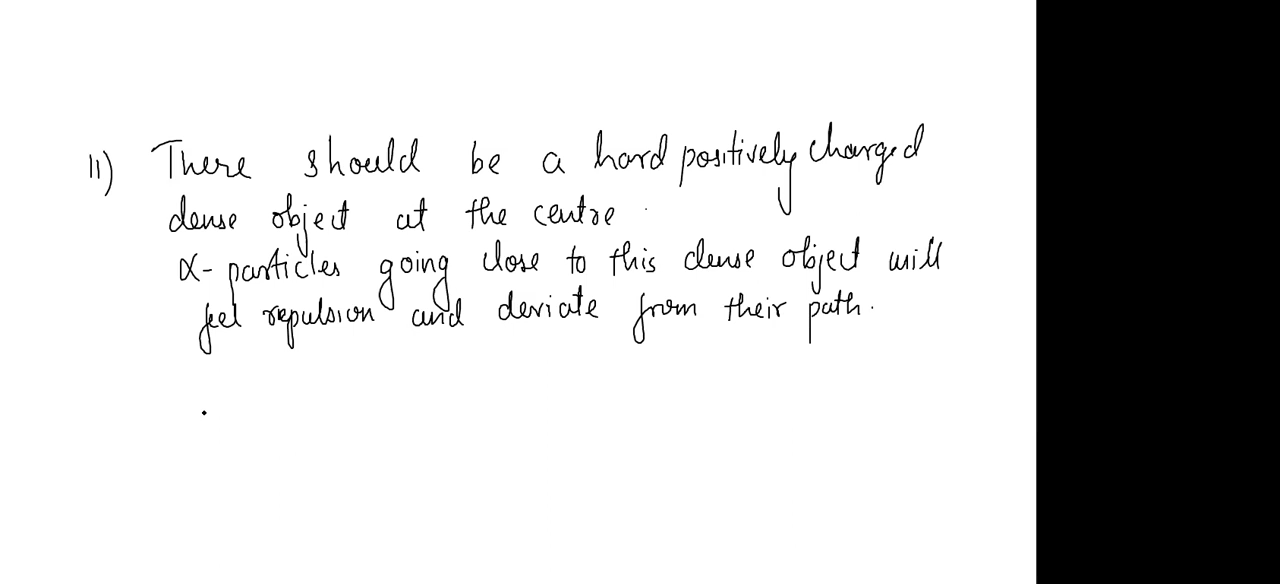 11) There should be a hard positively charged
dense object at the centre
α-particles going close to this dense object will
feel repulsion and deviate from their path.